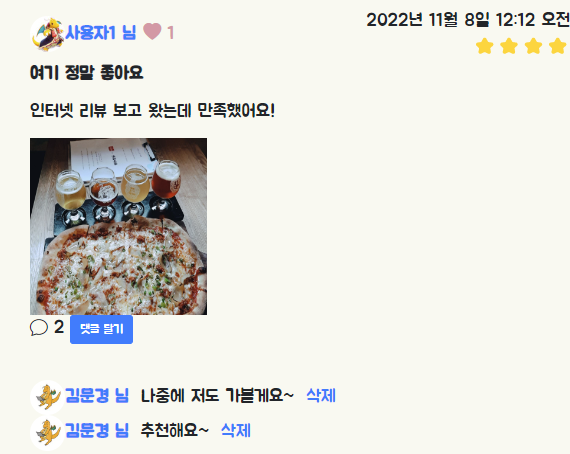 2022년 11월 8일 12:12 오전
사용자1 님 1
여기 정말 좋아요
인터넷 리뷰 보고 왔는데 만족했어요!
2 댓글 달기
김문경 님 나중에 저도 가볼게요~ 삭제
김문경 님 추천해요~ 삭제